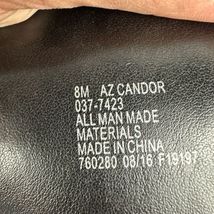 8M AZ CANDOR
037-7423
ALL MAN MADE
MATERIALS
MADE IN CHINA
760280 08/16 F19197